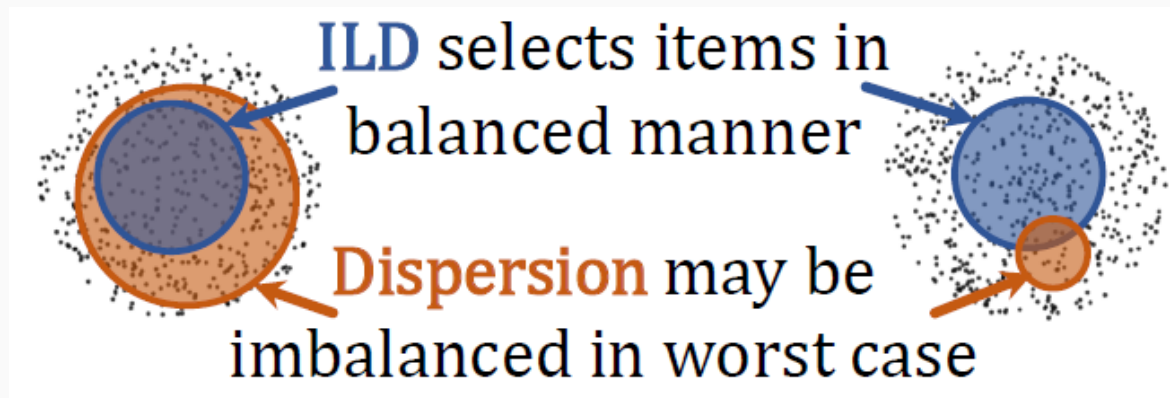 ILD selects items in
balanced manner
Dispersion may be
imbalanced in worst case